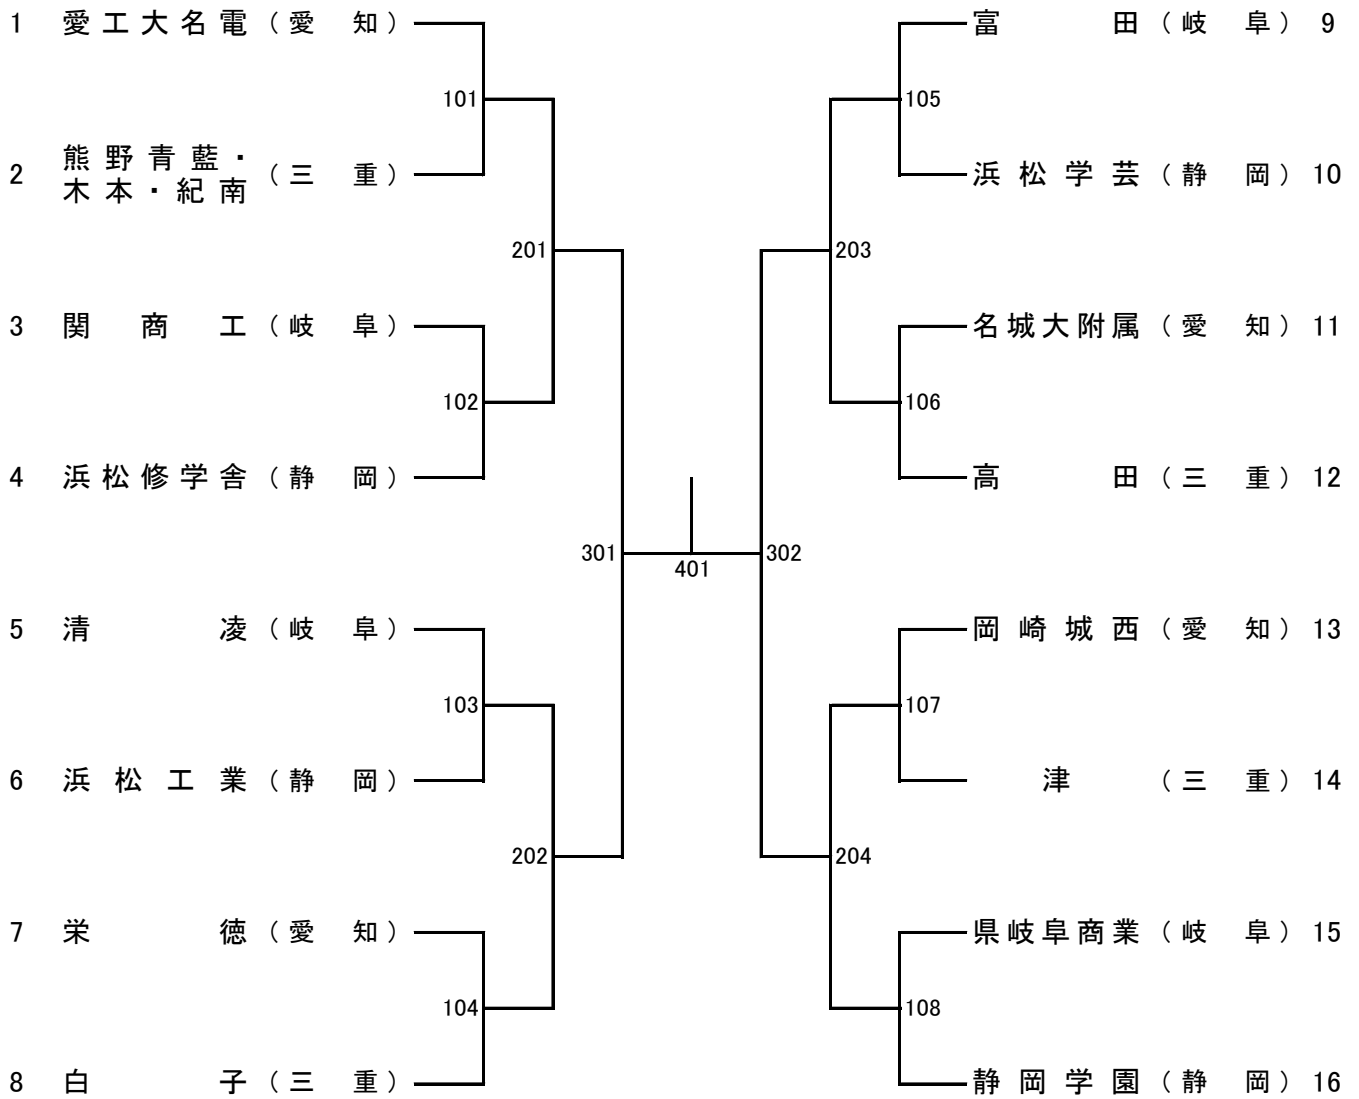 1 愛工大名電（愛知）
2 熊野青藍・
木本・紀南（三重）
3 関商工（岐阜）
4 浜松修学舎（静岡）
5 清凌（岐阜）
6 浜松工業（静岡）
7 栄徳（愛知）
8 白子（三重）
101
102
103
104
201
202
301
401
302
203
204
105
106
107
108
富田（岐阜）9
浜松学芸（静岡）10
名城大附属（愛知）11
高田（三重）12
岡崎城西（愛知）13
津（三重）14
県岐阜商業（岐阜）15
静岡学園（静岡）16